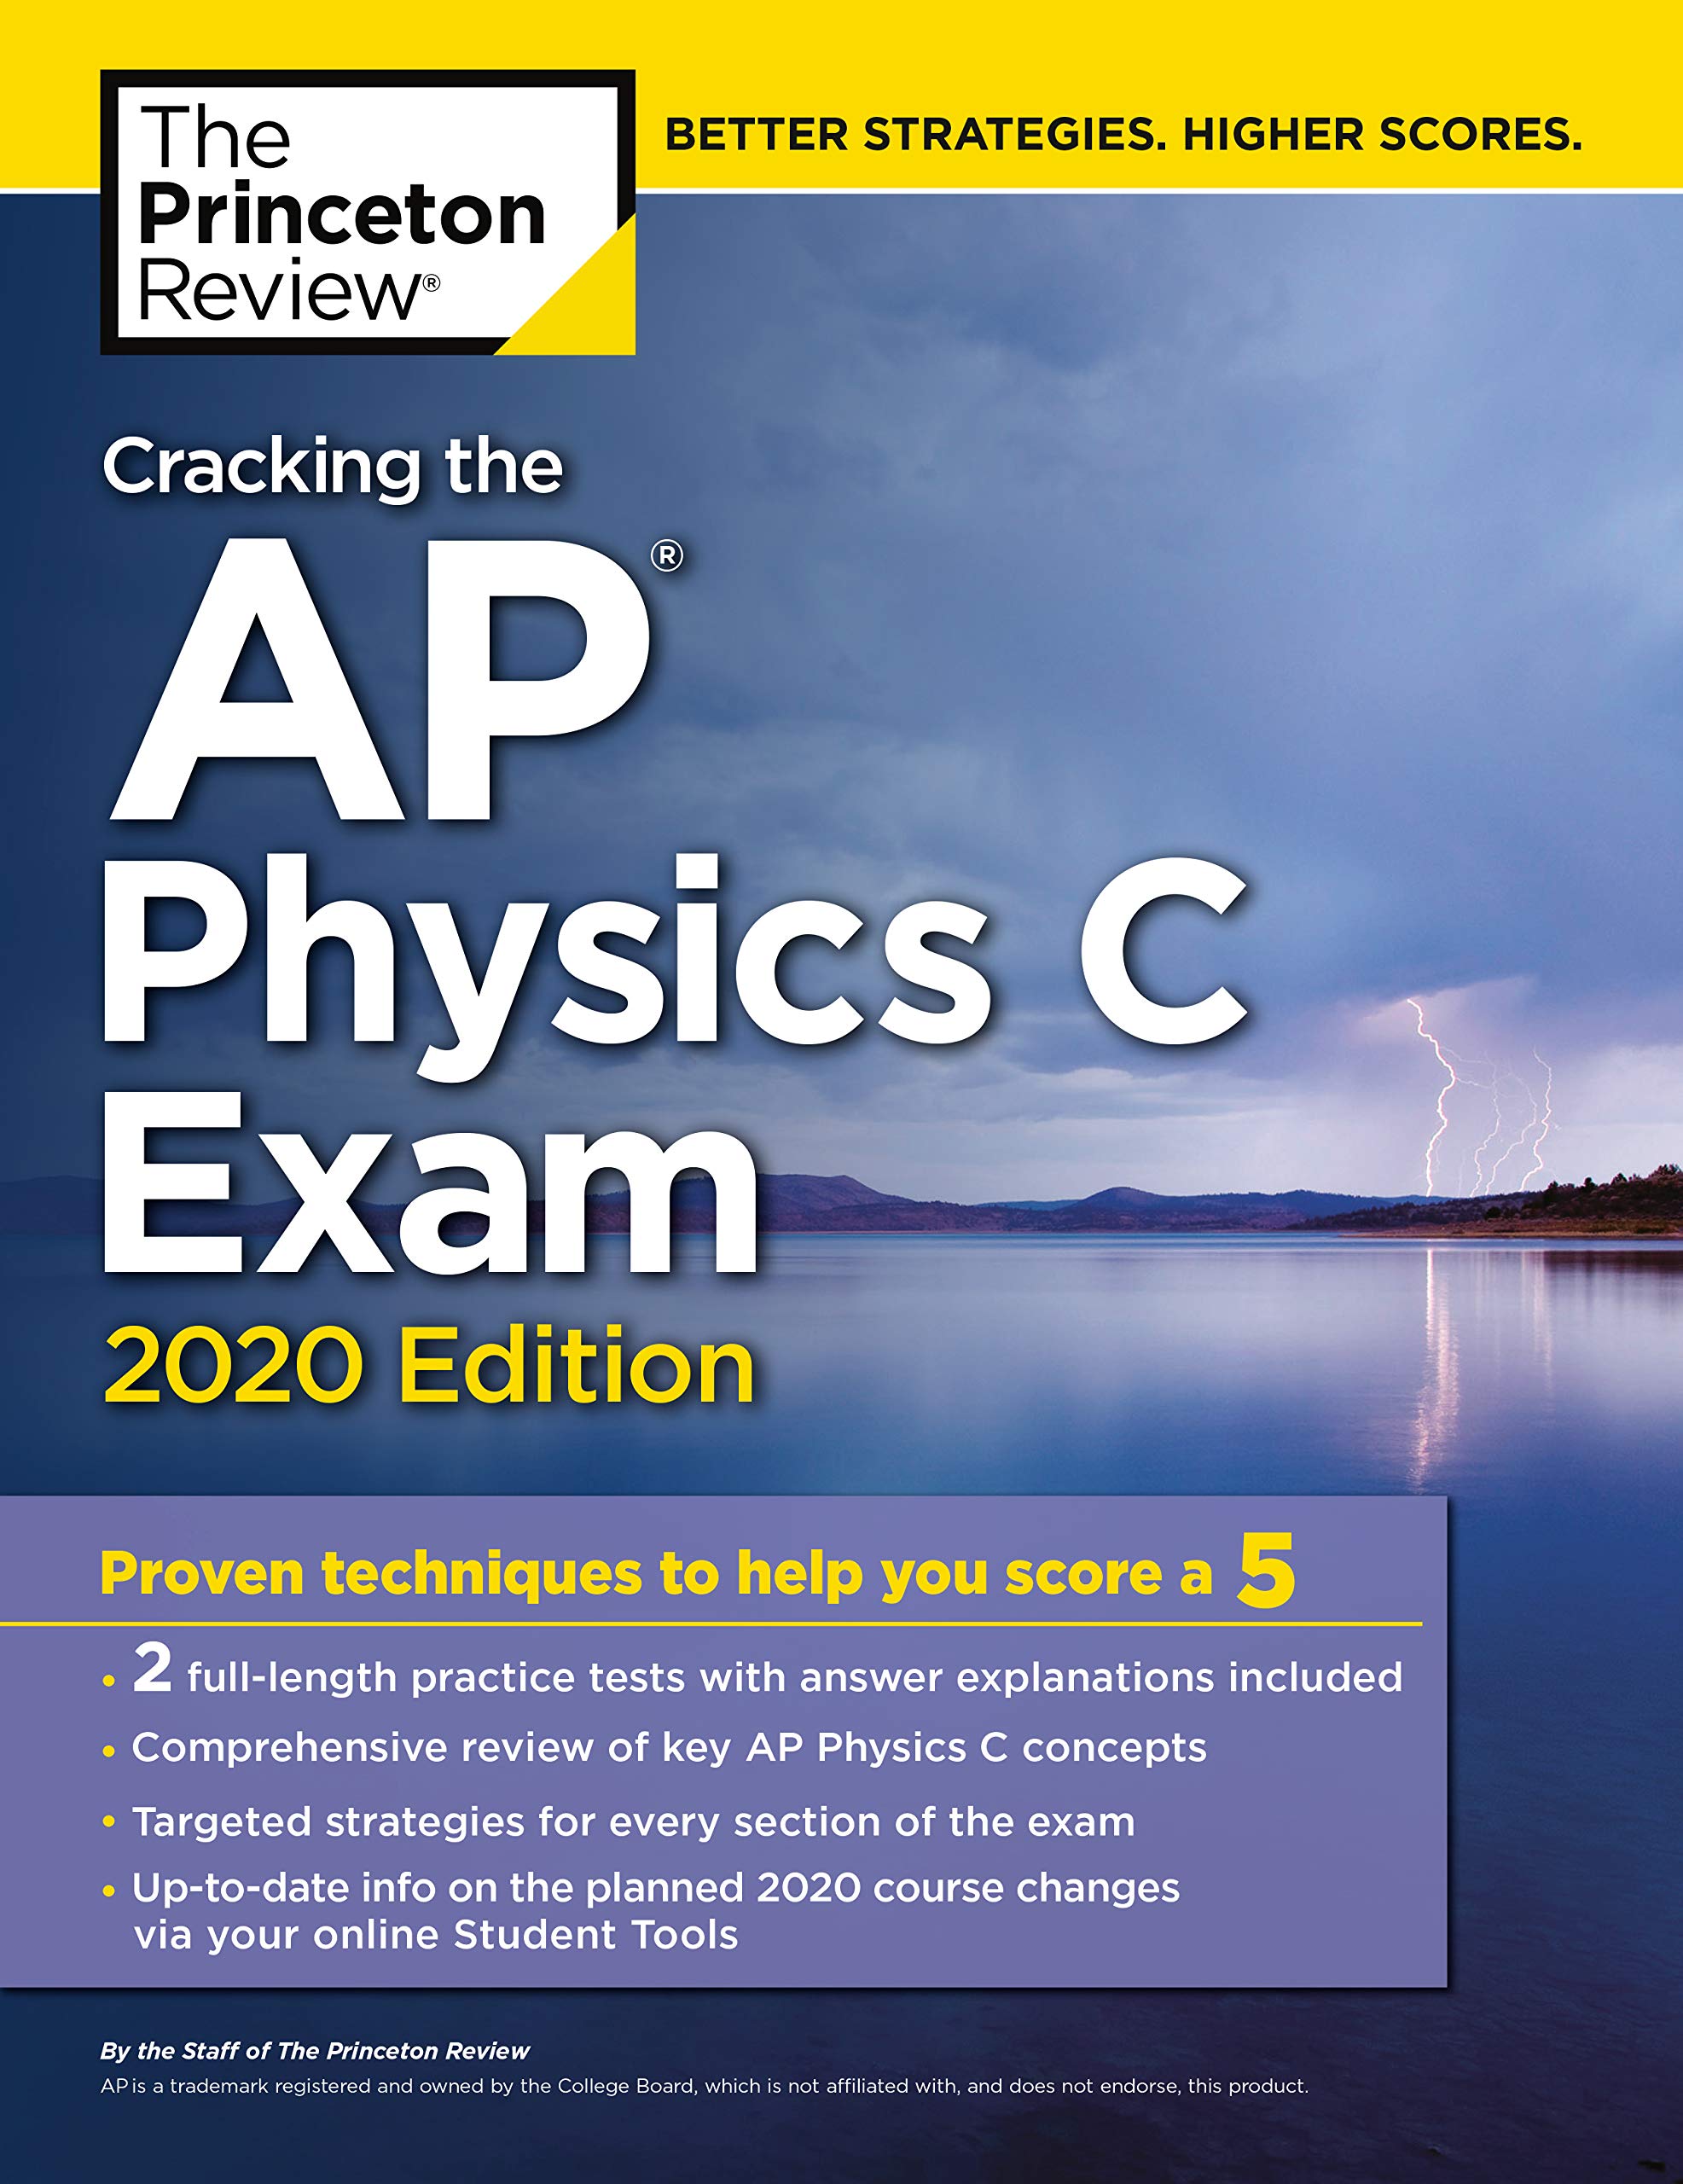 The
Princeton
Review®
BETTER STRATEGIES. HIGHER SCORES.
Cracking the
AP®
Physics C
Exam
2020 Edition
Proven techniques to help you score a 5
• 2 full-length practice tests with answer explanations included
• Comprehensive review of key AP Physics C concepts
• Targeted strategies for every section of the exam
• Up-to-date info on the planned 2020 course changes
via your online Student Tools
By the Staff of The Princeton Review
AP is a trademark registered and owned by the College Board, which is not affiliated with, and does not endorse, this product.